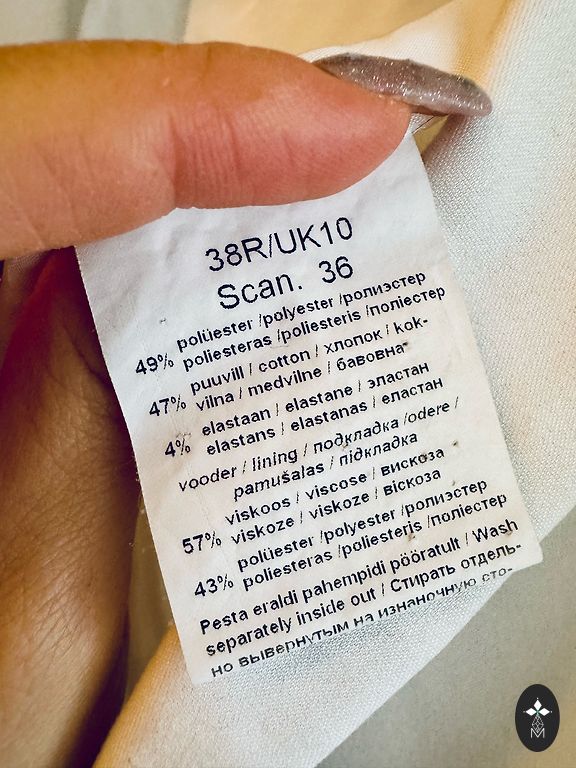 38R/UK10
Scan. 36
49% polüester /polyester /ролиэстер
poliesteras /poliesteris /поліестер
47% puuvill / cotton / хлопок / kok-
vilna / medvilne / бавовна
4% elastaan / elastane / эластан
elastans / elastanas / еластан
vooder / lining / подкладка /odere /
pamušalas / підкладка
57% viskoos / viscose / вискоза
viskoze / viskoze / віскоза
43% polüester /polyester /ролиэстер
poliesteras /poliesteris /поліестер
Pesta eraldi pahempidi pööratult / Wash
separately inside out / Стирать отдель-
но вывернутым на изнаночную сто-
M